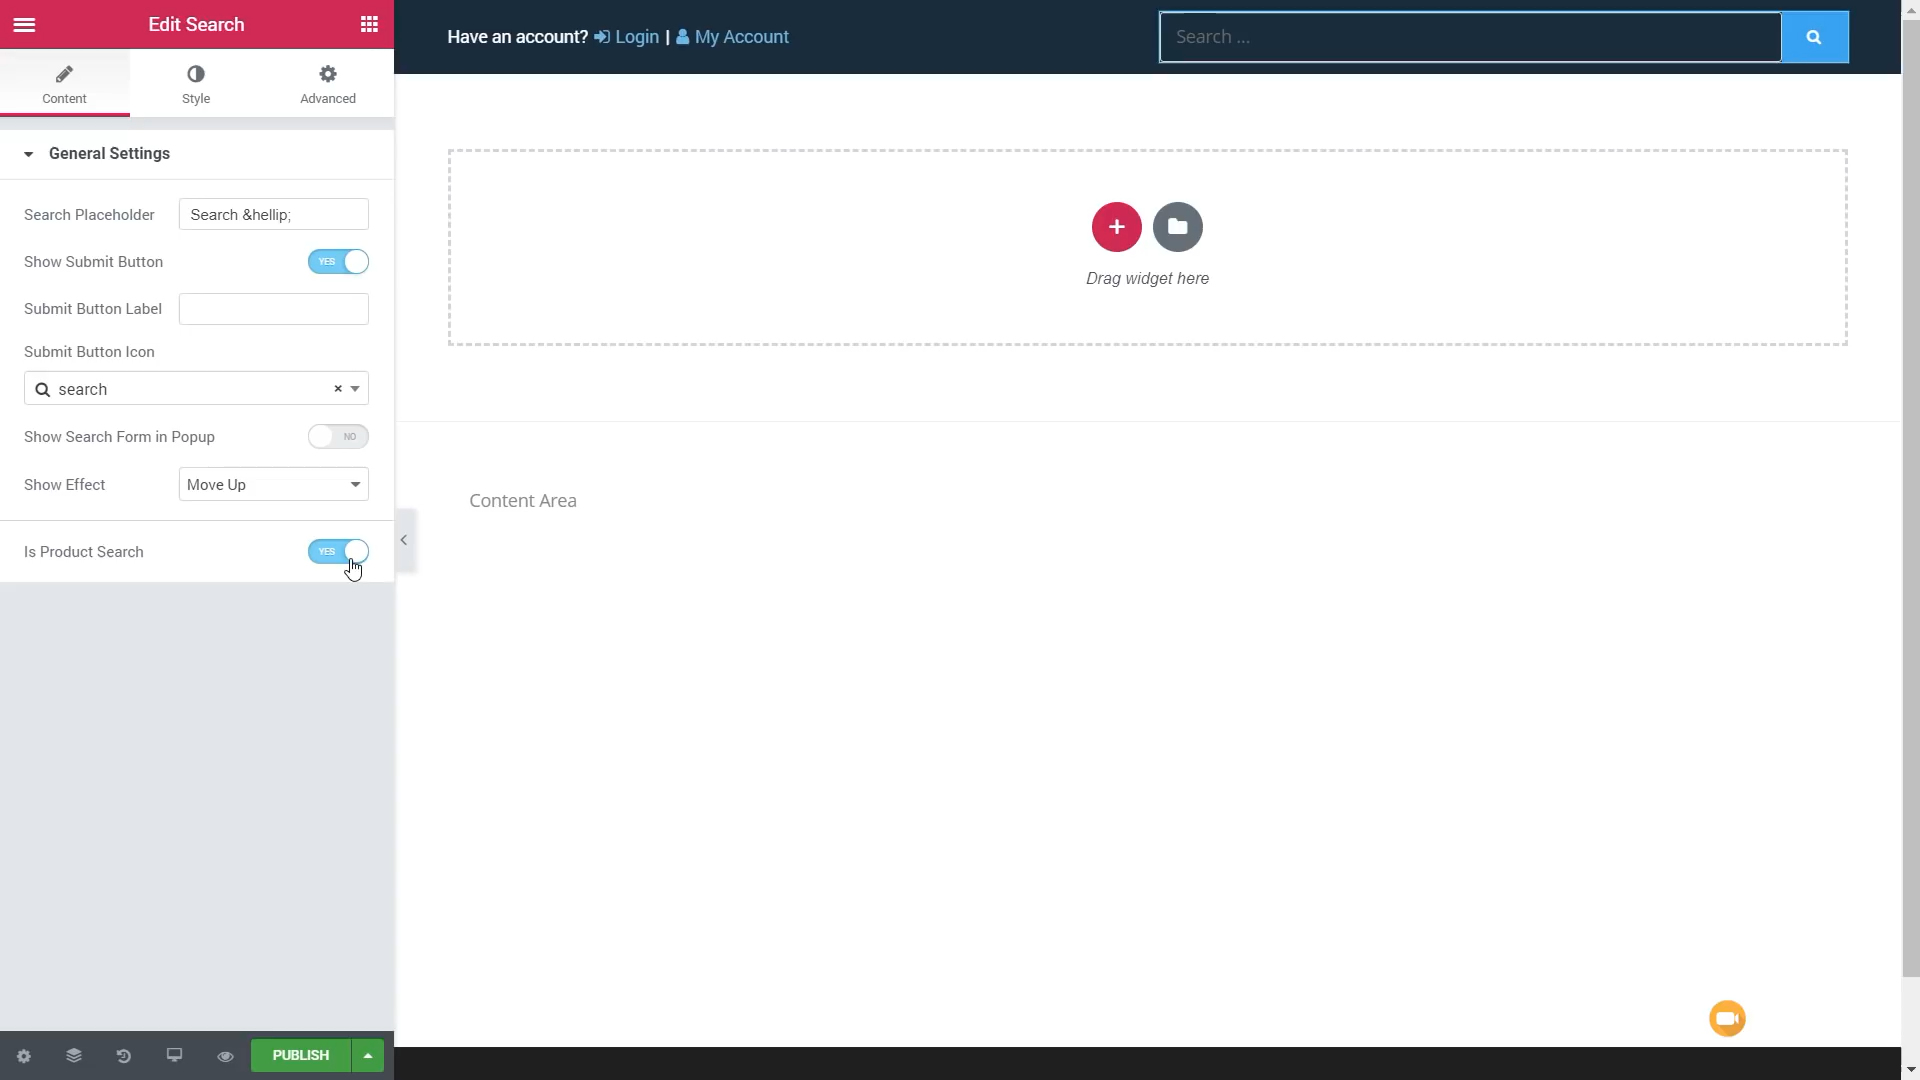 Edit Search
Have an account? Login | My Account
Search ...
Content
Style
Advanced
General Settings
Search Placeholder
Search &hellip;
Show Submit Button
YES
Submit Button Label
Submit Button Icon
search
Show Search Form in Popup
NO
Show Effect
Move Up
Is Product Search
YES
Drag widget here
Content Area
PUBLISH